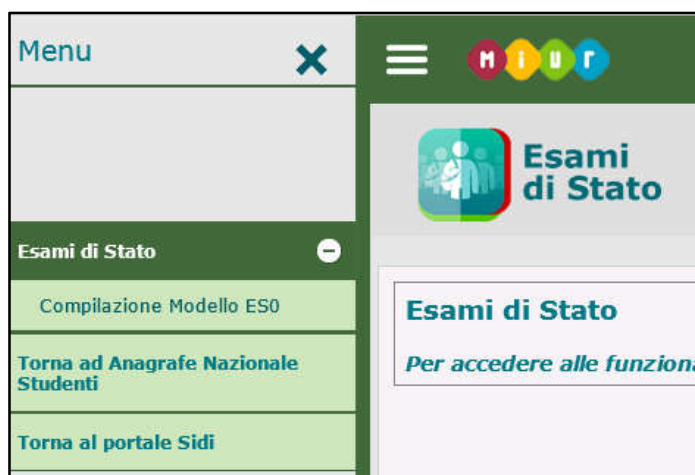 Menu
Miur
Esami
di Stato
Esami di Stato
Compilazione Modello ES0
Torna ad Anagrafe Nazionale
Studenti
Torna al portale Sidi
Esami di Stato
Per accedere alle funziona